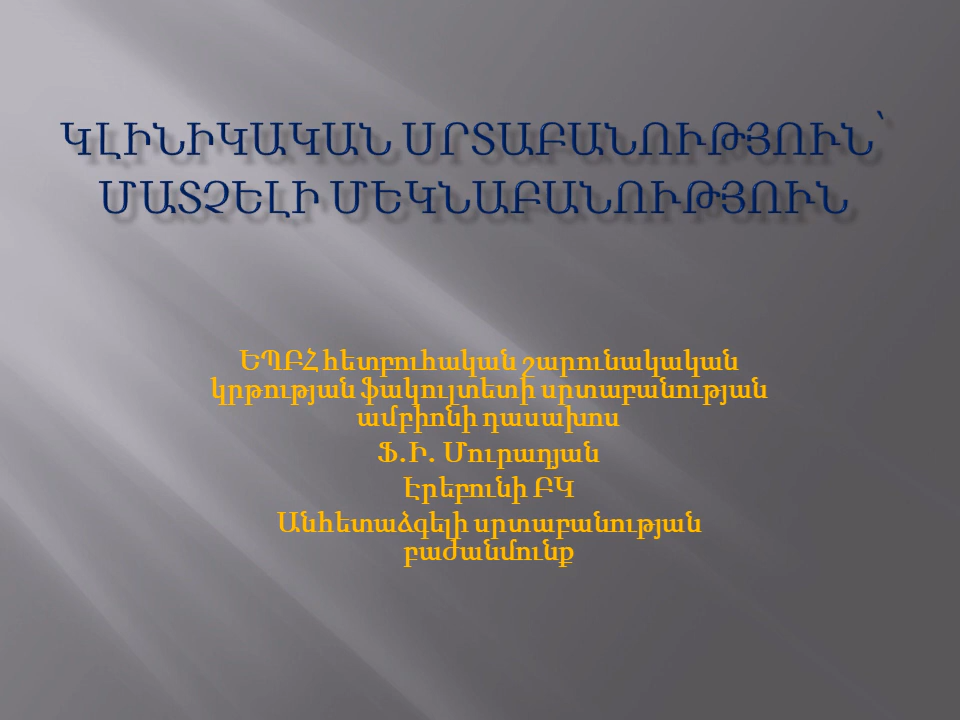 ԿԼԻՆԻԿԱԿԱՆ ՍՐՏԱԲԱՆՈՒԹՅՈՒՆ՝
ՄԱՏՉԵԼԻ ՄԵԿՆԱԲԱՆՈՒԹՅՈՒՆ
ԵՊԲՀ հետբուհական շարունակական
կրթության ֆակուլտետի սրտաբանության
ամբիոնի դասախոս
Ֆ.Ի. Մուրադյան
Էրեբունի ԲԿ
Անհետաձգելի սրտաբանության
բաժանմունք